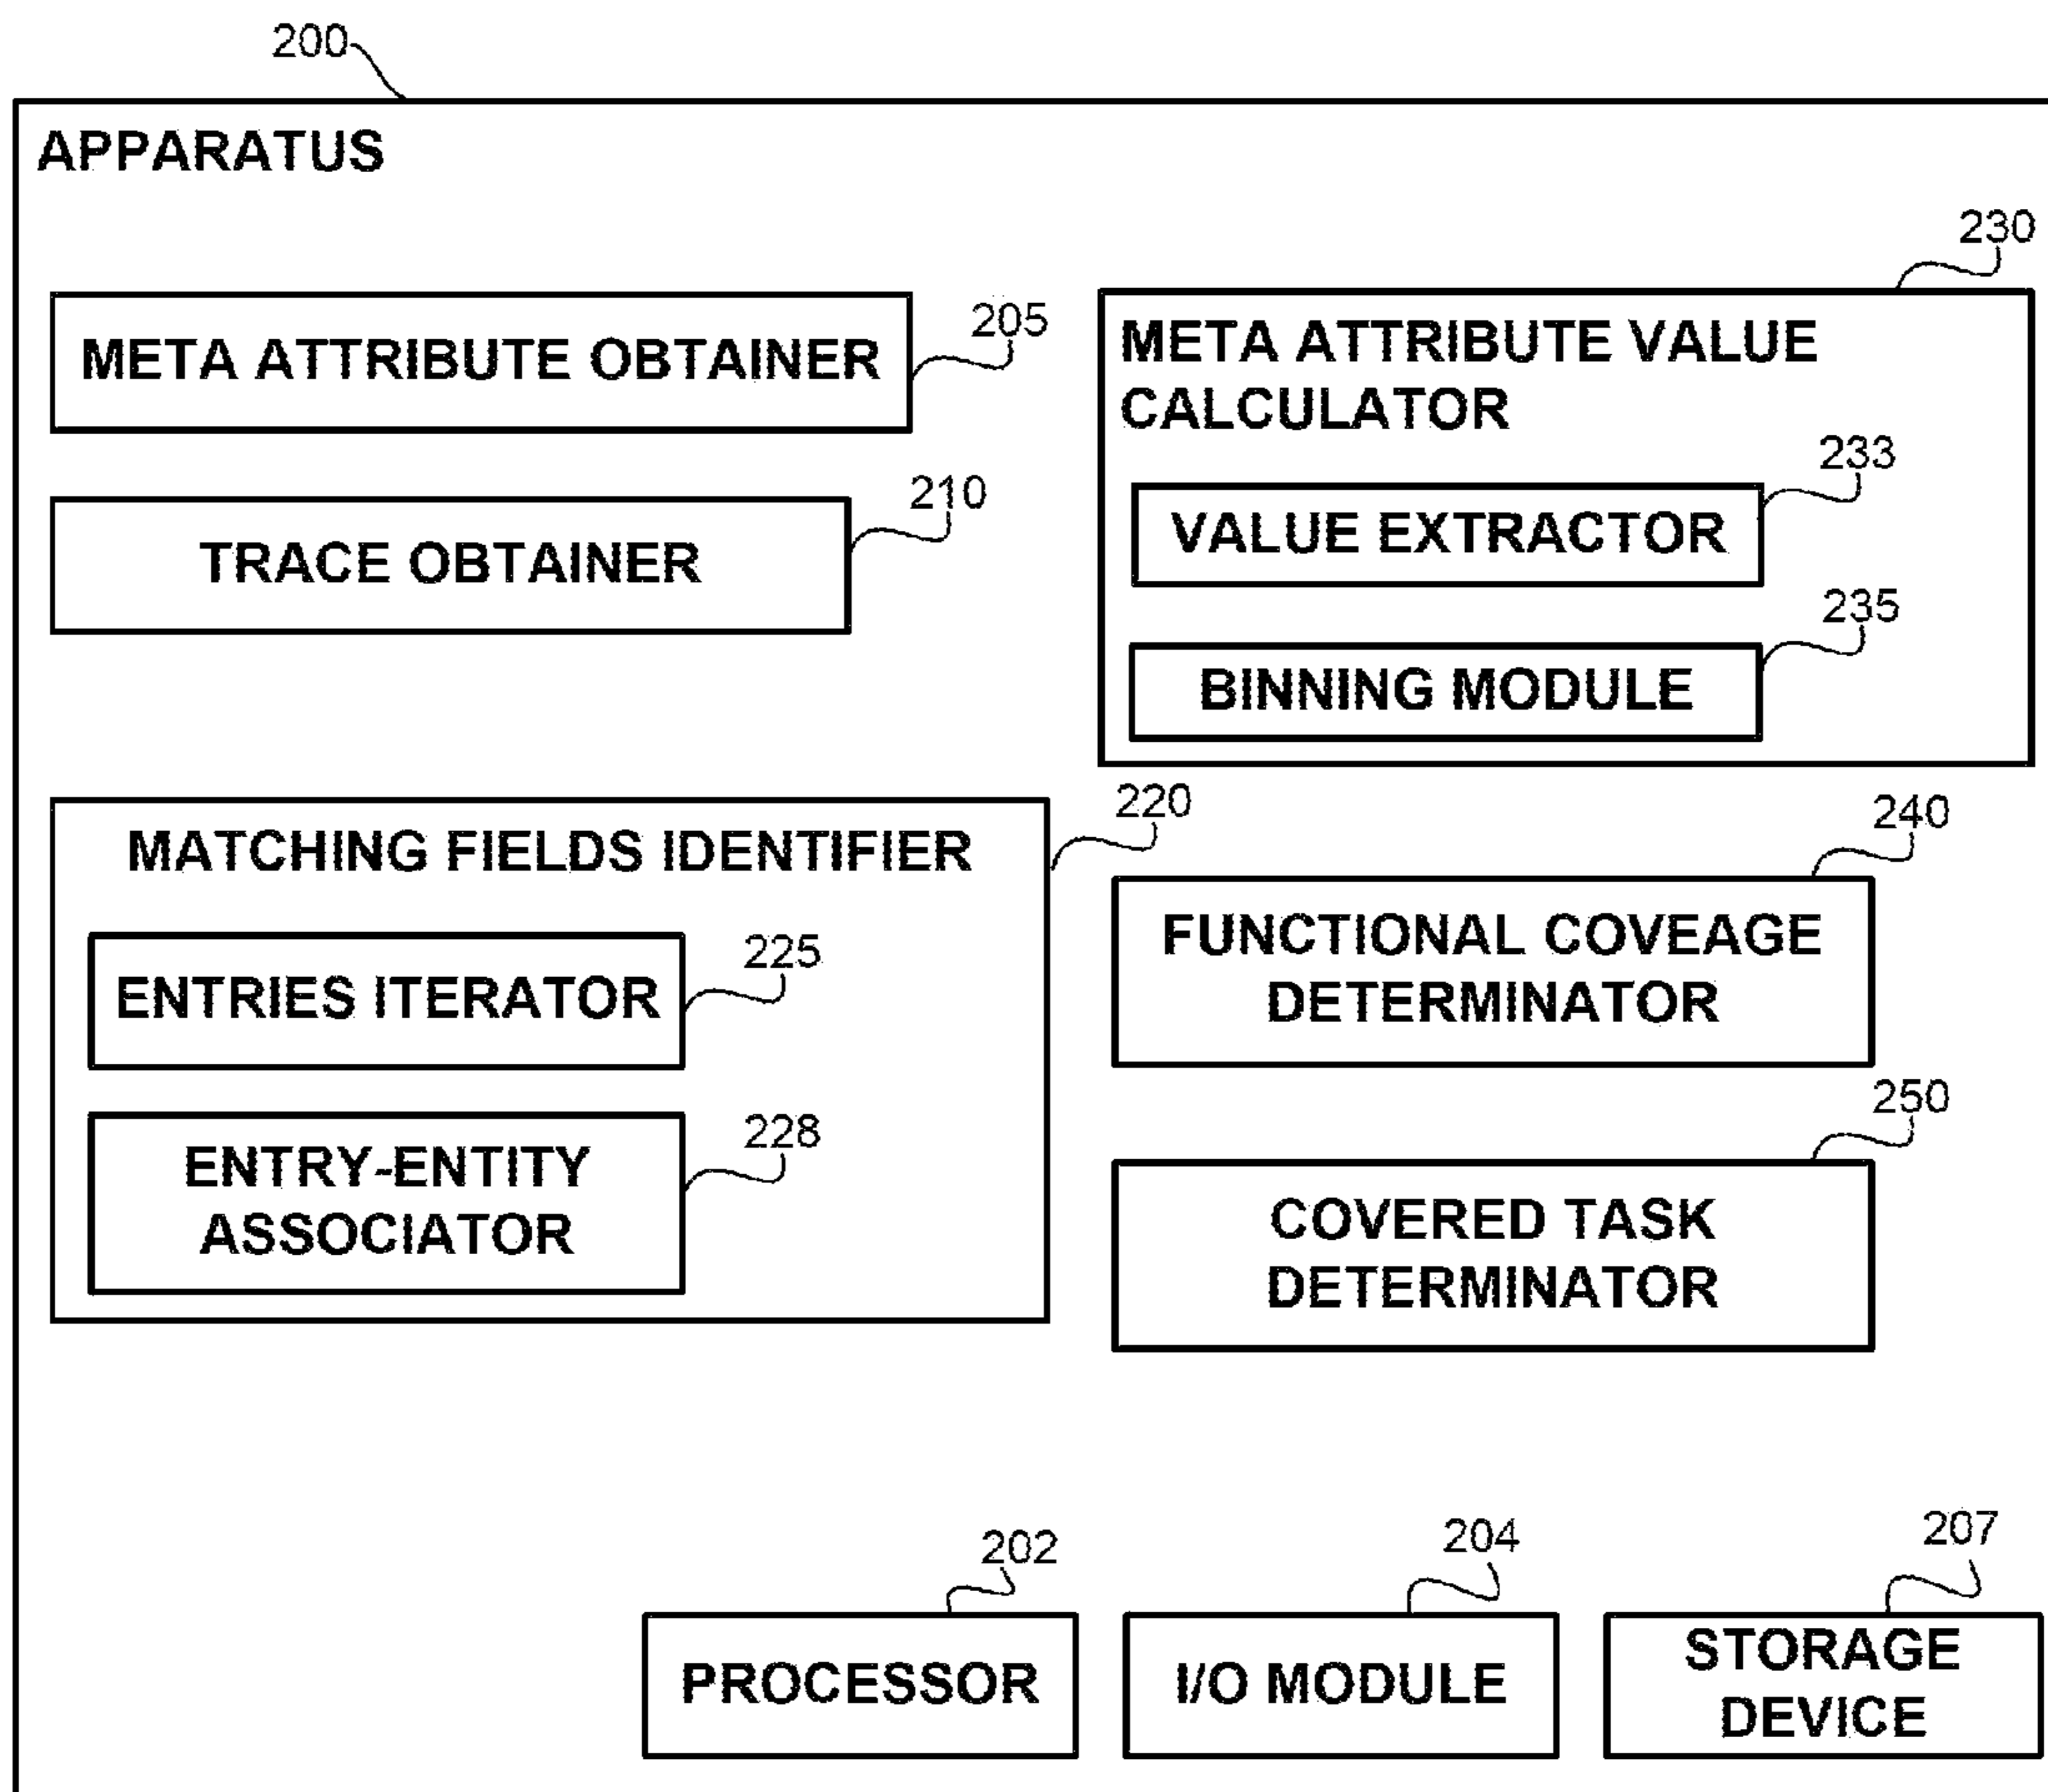 200
APPARATUS
205
META ATTRIBUTE OBTAINER
210
TRACE OBTAINER
230
META ATTRIBUTE VALUE
CALCULATOR
233
VALUE EXTRACTOR
235
BINNING MODULE
220
MATCHING FIELDS IDENTIFIER
225
ENTRIES ITERATOR
228
ENTRY-ENTITY
ASSOCIATOR
240
FUNCTIONAL COVEAGE
DETERMINATOR
250
COVERED TASK
DETERMINATOR
202
PROCESSOR
204
I/O MODULE
207
STORAGE
DEVICE